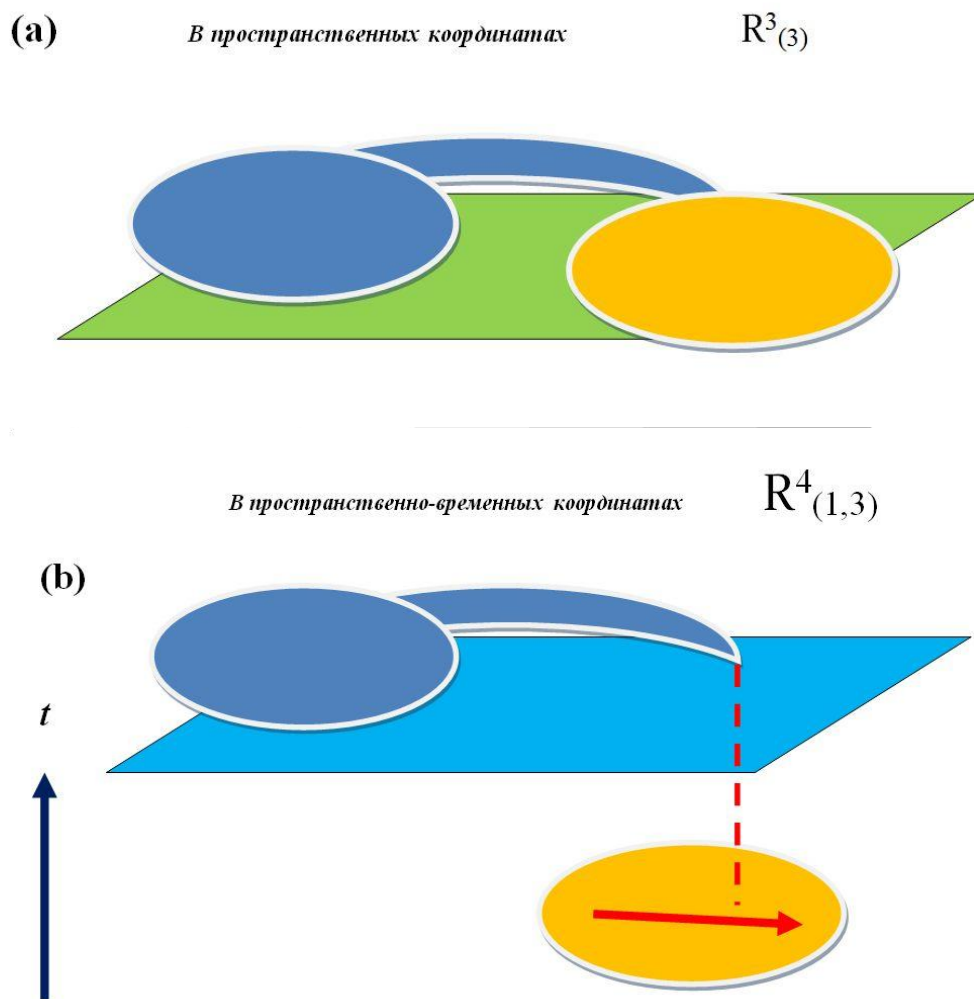 (a) В пространственных координатах R³₍₃₎
В пространственно-временных координатах R⁴₍₁,₃₎
(b)
t